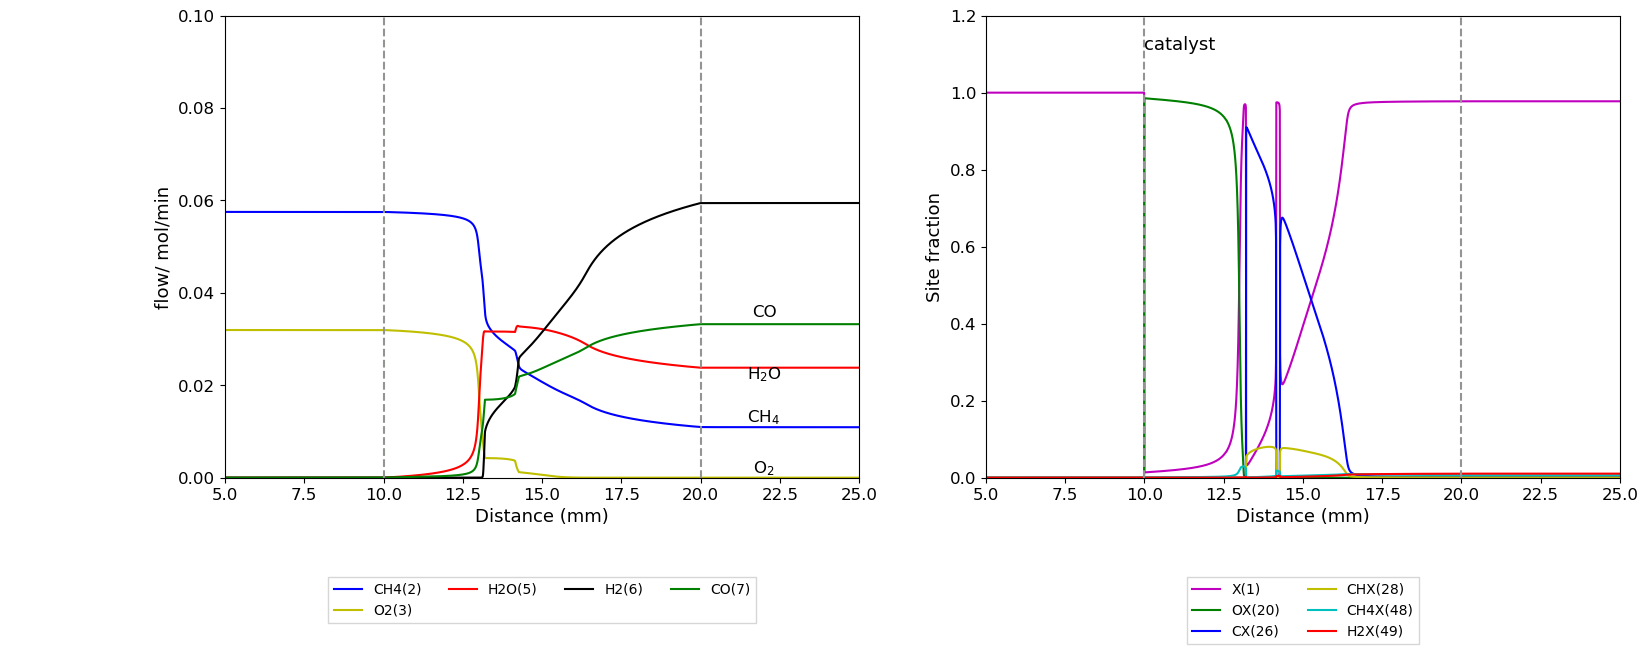 0.10
0.08
0.06
0.04
0.02
0.00
flow/ mol/min
5.0 7.5 10.0 12.5 15.0 17.5 20.0 22.5 25.0
Distance (mm)
CO
H₂O
CH₄
O₂
CH4(2) H2O(5) H2(6) CO(7)
O2(3)
1.2
1.0
0.8
0.6
0.4
0.2
0.0
Site fraction
catalyst
5.0 7.5 10.0 12.5 15.0 17.5 20.0 22.5 25.0
Distance (mm)
X(1) CHX(28)
OX(20) CH4X(48)
CX(26) H2X(49)